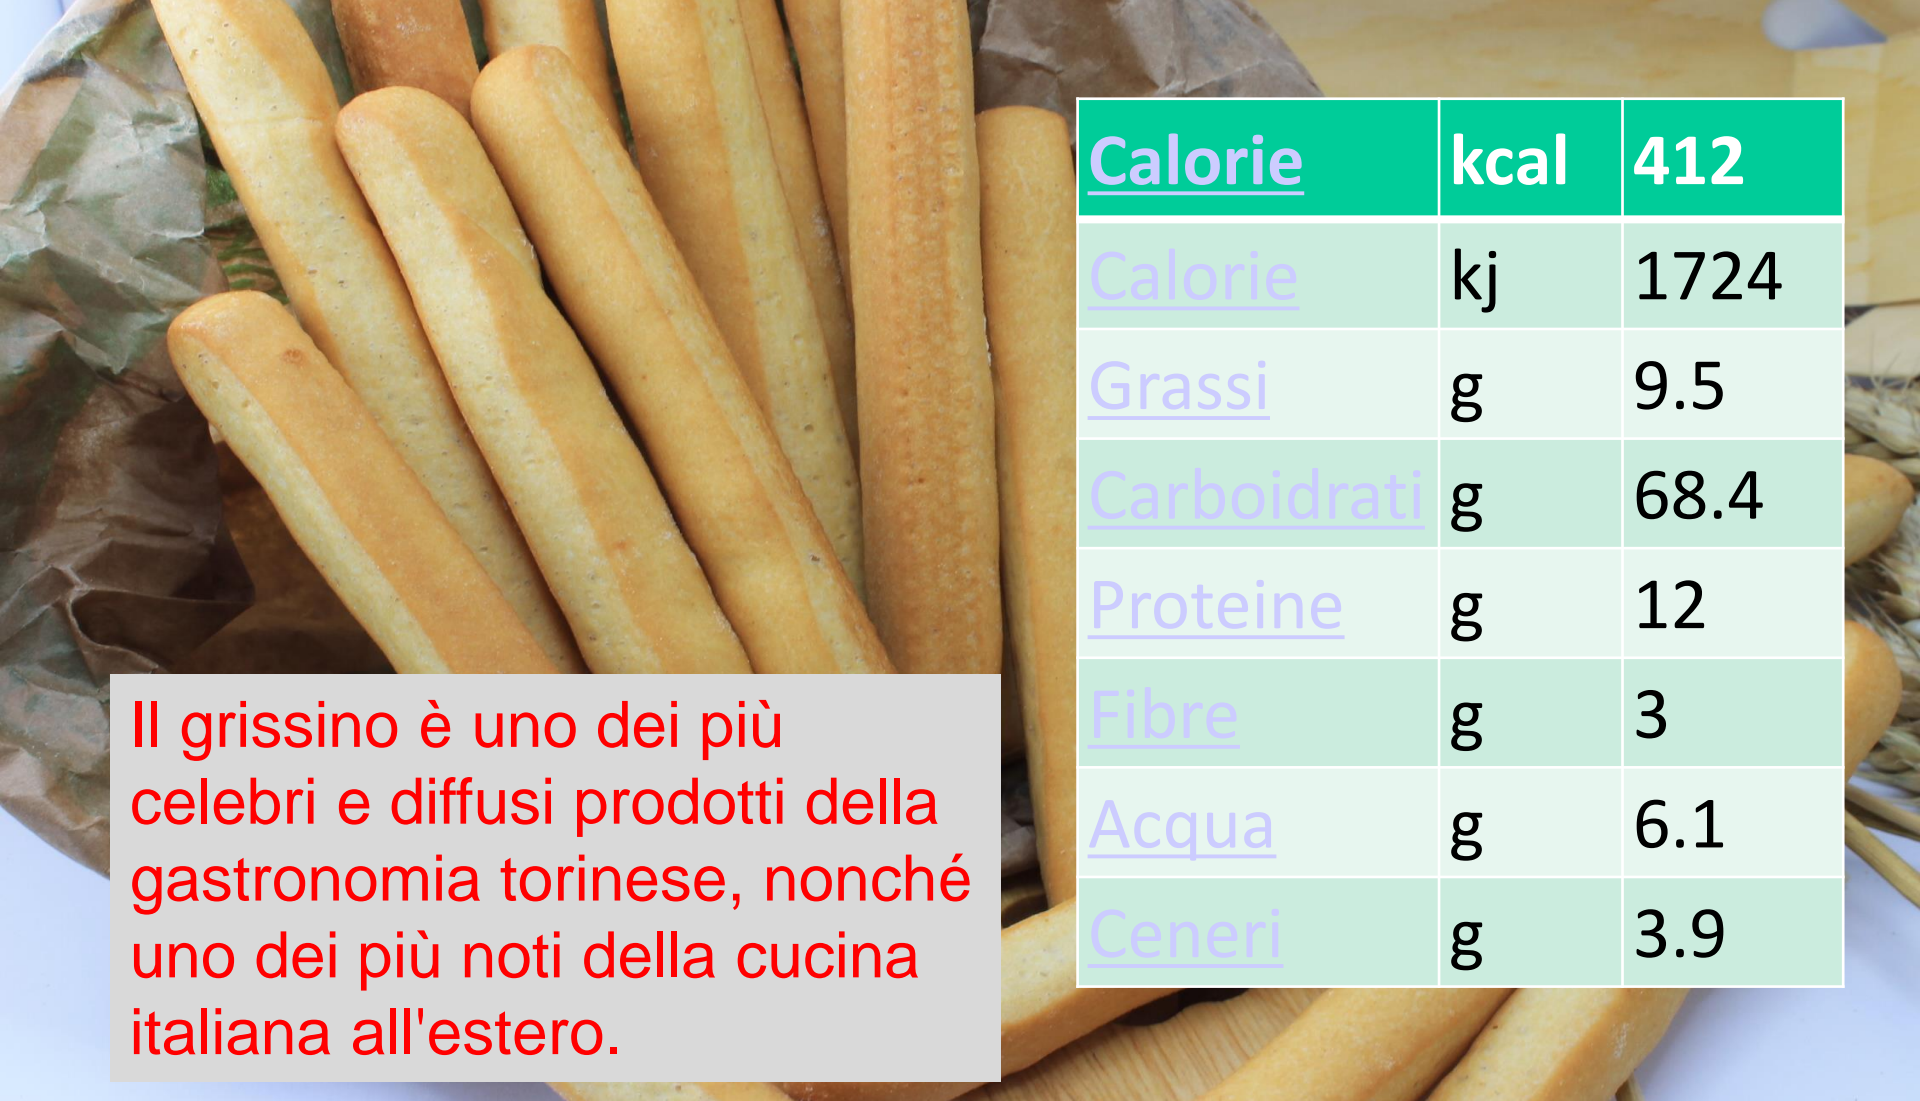 Calorie kcal 412
Calorie kj 1724
Grassi g 9.5
Carboidrati g 68.4
Proteine g 12
Fibre g 3
Acqua g 6.1
Ceneri g 3.9
Il grissino è uno dei più
celebri e diffusi prodotti della
gastronomia torinese, nonché
uno dei più noti della cucina
italiana all'estero.